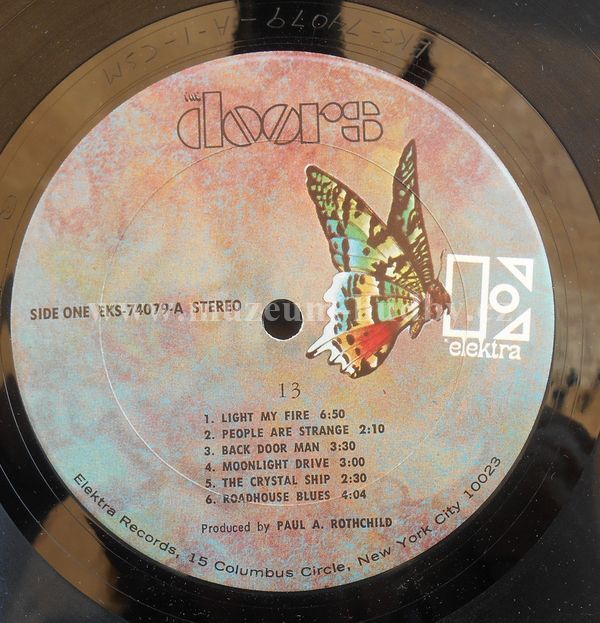 EKS-74079-A-1-CSM
THE doors
SIDE ONE EKS-74079-A STEREO
elektra
13
1. LIGHT MY FIRE 6:50
2. PEOPLE ARE STRANGE 2:10
3. BACK DOOR MAN 3:30
4. MOONLIGHT DRIVE 3:00
5. THE CRYSTAL SHIP 2:30
6. ROADHOUSE BLUES 4:04
Produced by PAUL A. ROTHCHILD
Elektra Records, 15 Columbus Circle, New York City 10023